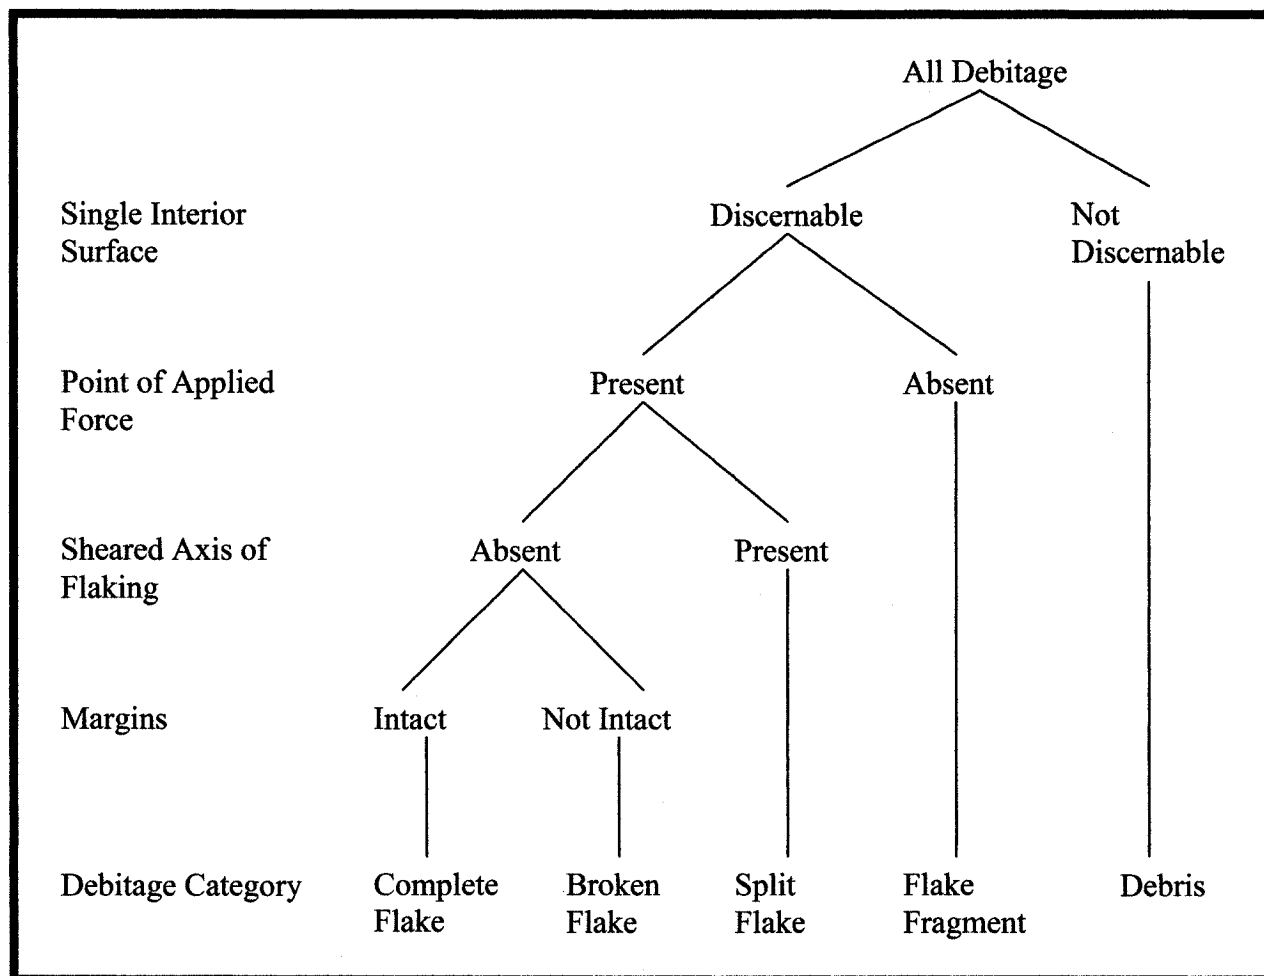 All Debitage
Single Interior
Surface
Discernable
Not
Discernable
Point of Applied
Force
Present
Absent
Sheared Axis of
Flaking
Absent
Present
Margins
Intact
Not Intact
Debitage Category
Complete
Flake
Broken
Flake
Split
Flake
Flake
Fragment
Debris